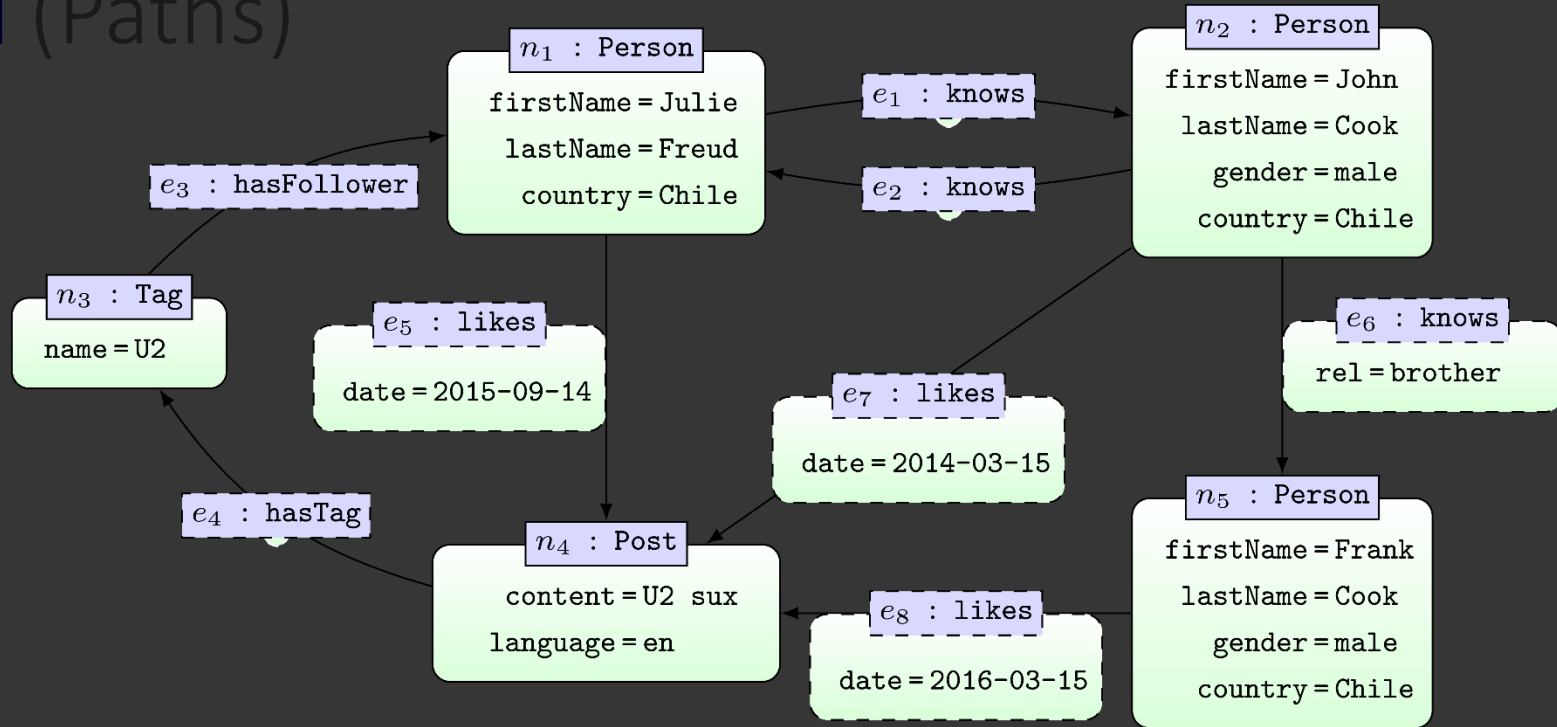 (Paths)
n₁ : Person
firstName = Julie
lastName = Freud
country = Chile
e₁ : knows
e₂ : knows
n₂ : Person
firstName = John
lastName = Cook
gender = male
country = Chile
e₃ : hasFollower
n₃ : Tag
name = U2
e₅ : likes
date = 2015-09-14
e₇ : likes
date = 2014-03-15
e₆ : knows
rel = brother
e₄ : hasTag
n₄ : Post
content = U2 sux
language = en
e₈ : likes
date = 2016-03-15
n₅ : Person
firstName = Frank
lastName = Cook
gender = male
country = Chile